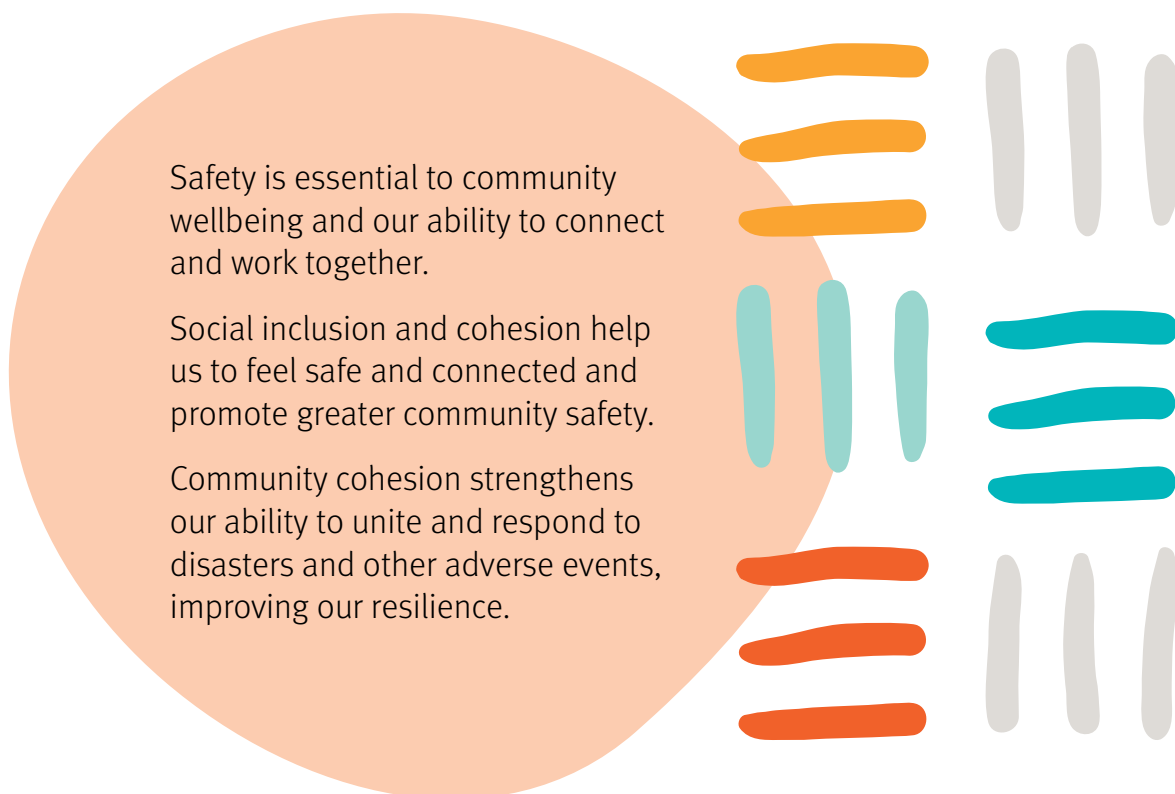 Safety is essential to community
wellbeing and our ability to connect
and work together.
Social inclusion and cohesion help
us to feel safe and connected and
promote greater community safety.
Community cohesion strengthens
our ability to unite and respond to
disasters and other adverse events,
improving our resilience.